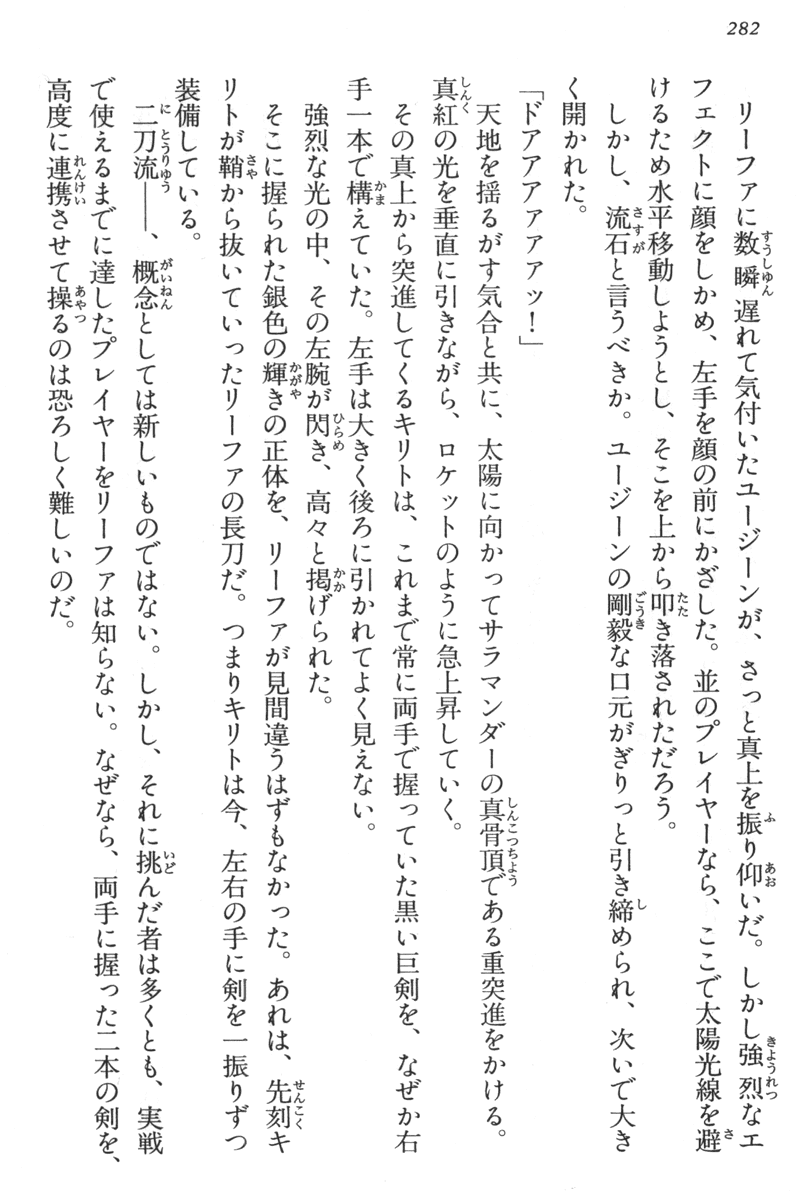 282
リーファに数瞬遅れて気付いたユージーンが、さっと真上を振り仰いだ。しかし強烈なエ
フェクトに顔をしかめ、左手を顔の前にかざした。並のプレイヤーなら、ここで太陽光線を避
けるため水平移動しようとし、そこを上から叩き落されただろう。
しかし、流石と言うべきか。ユージーンの剛毅な口元がぎりっと引き締められ、次いで大き
く開かれた。
「ドアアアアアアッ！」
天地を揺るがす気合と共に、太陽に向かってサラマンダーの真骨頂である重突進をかける。
真紅の光を垂直に引きながら、ロケットのように急上昇していく。
その真上から突進してくるキリトは、これまで常に両手で握っていた黒い巨剣を、なぜか右
手一本で構えていた。左手は大きく後ろに引かれてよく見えない。
強烈な光の中、その左腕が閃き、高々と掲げられた。
そこに握られた銀色の輝きの正体を、リーファが見間違うはずもなかった。あれは、先刻キ
リトが鞘から抜いていったリーファの長刀だ。つまりキリトは今、左右の手に剣を一振りずつ
装備している。
二刀流――、概念としては新しいものではない。しかし、それに挑んだ者は多くとも、実戦
で使えるまでに達したプレイヤーをリーファは知らない。なぜなら、両手に握った二本の剣を、
高度に連携させて操るのは恐ろしく難しいのだ。